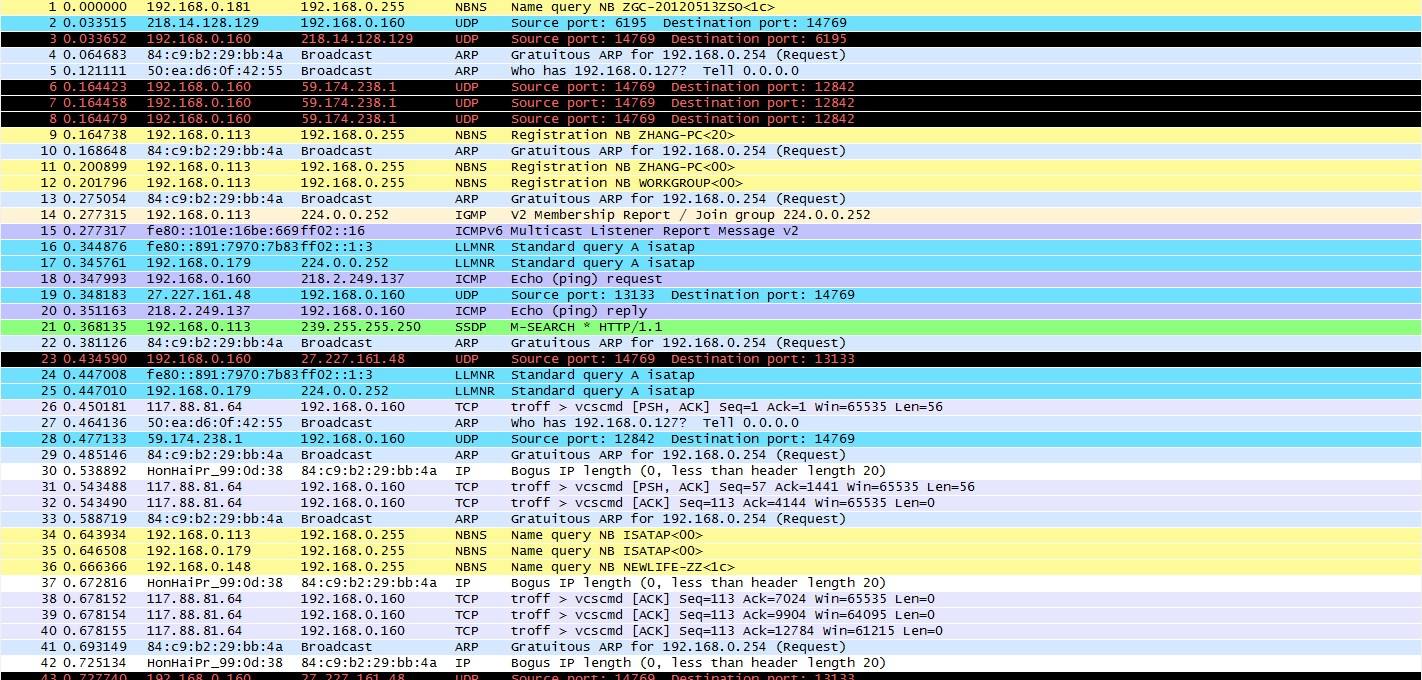 1 0.000000 192.168.0.181 192.168.0.255 NBNS Name query NB ZGC-20120513ZSO<1c>
2 0.033515 218.14.128.129 192.168.0.160 UDP Source port: 6195 Destination port: 14769
3 0.033652 192.168.0.160 218.14.128.129 UDP Source port: 14769 Destination port: 6195
4 0.064683 84:c9:b2:29:bb:4a Broadcast ARP Gratuitous ARP for 192.168.0.254 (Request)
5 0.121111 50:ea:d6:0f:42:55 Broadcast ARP Who has 192.168.0.127? Tell 0.0.0.0
6 0.164423 192.168.0.160 59.174.238.1 UDP Source port: 14769 Destination port: 12842
7 0.164458 192.168.0.160 59.174.238.1 UDP Source port: 14769 Destination port: 12842
8 0.164479 192.168.0.160 59.174.238.1 UDP Source port: 14769 Destination port: 12842
9 0.164738 192.168.0.113 192.168.0.255 NBNS Registration NB ZHANG-PC<20>
10 0.168648 84:c9:b2:29:bb:4a Broadcast ARP Gratuitous ARP for 192.168.0.254 (Request)
11 0.200899 192.168.0.113 192.168.0.255 NBNS Registration NB ZHANG-PC<00>
12 0.201796 192.168.0.113 192.168.0.255 NBNS Registration NB WORKGROUP<00>
13 0.275054 84:c9:b2:29:bb:4a Broadcast ARP Gratuitous ARP for 192.168.0.254 (Request)
14 0.277315 192.168.0.113 224.0.0.252 IGMP V2 Membership Report / Join group 224.0.0.252
15 0.277317 fe80::101e:16be:669 ff02::16 ICMPv6 Multicast Listener Report Message v2
16 0.344876 fe80::891:7970:7b83 ff02::1:3 LLMNR Standard query A isatap
17 0.345761 192.168.0.179 224.0.0.252 LLMNR Standard query A isatap
18 0.347993 192.168.0.160 218.2.249.137 ICMP Echo (ping) request
19 0.348183 27.227.161.48 192.168.0.160 UDP Source port: 13133 Destination port: 14769
20 0.351163 218.2.249.137 192.168.0.160 ICMP Echo (ping) reply
21 0.368135 192.168.0.113 239.255.255.250 SSDP M-SEARCH * HTTP/1.1
22 0.381126 84:c9:b2:29:bb:4a Broadcast ARP Gratuitous ARP for 192.168.0.254 (Request)
23 0.434590 192.168.0.160 27.227.161.48 UDP Source port: 14769 Destination port: 13133
24 0.447008 fe80::891:7970:7b83 ff02::1:3 LLMNR Standard query A isatap
25 0.447010 192.168.0.179 224.0.0.252 LLMNR Standard query A isatap
26 0.450181 117.88.81.64 192.168.0.160 TCP troff > vcscmd [PSH, ACK] Seq=1 Ack=1 Win=65535 Len=56
27 0.464136 50:ea:d6:0f:42:55 Broadcast ARP Who has 192.168.0.127? Tell 0.0.0.0
28 0.477133 59.174.238.1 192.168.0.160 UDP Source port: 12842 Destination port: 14769
29 0.485146 84:c9:b2:29:bb:4a Broadcast ARP Gratuitous ARP for 192.168.0.254 (Request)
30 0.538892 HonHaiPr_99:0d:38 84:c9:b2:29:bb:4a IP Bogus IP length (0, less than header length 20)
31 0.543488 117.88.81.64 192.168.0.160 TCP troff > vcscmd [PSH, ACK] Seq=57 Ack=1441 Win=65535 Len=56
32 0.543490 117.88.81.64 192.168.0.160 TCP troff > vcscmd [ACK] Seq=113 Ack=4144 Win=65535 Len=0
33 0.588719 84:c9:b2:29:bb:4a Broadcast ARP Gratuitous ARP for 192.168.0.254 (Request)
34 0.643934 192.168.0.113 192.168.0.255 NBNS Name query NB ISATAP<00>
35 0.646508 192.168.0.179 192.168.0.255 NBNS Name query NB ISATAP<00>
36 0.666366 192.168.0.148 192.168.0.255 NBNS Name query NB NEWLIFE-ZZ<1c>
37 0.672816 HonHaiPr_99:0d:38 84:c9:b2:29:bb:4a IP Bogus IP length (0, less than header length 20)
38 0.678152 117.88.81.64 192.168.0.160 TCP troff > vcscmd [ACK] Seq=113 Ack=7024 Win=65535 Len=0
39 0.678154 117.88.81.64 192.168.0.160 TCP troff > vcscmd [ACK] Seq=113 Ack=9904 Win=64095 Len=0
40 0.678155 117.88.81.64 192.168.0.160 TCP troff > vcscmd [ACK] Seq=113 Ack=12784 Win=61215 Len=0
41 0.693149 84:c9:b2:29:bb:4a Broadcast ARP Gratuitous ARP for 192.168.0.254 (Request)
42 0.725134 HonHaiPr_99:0d:38 84:c9:b2:29:bb:4a IP Bogus IP length (0, less than header length 20)
43 0.727740 192.168.0.160 27.227.161.48 UDP Source port: 14769 Destination port: 13133